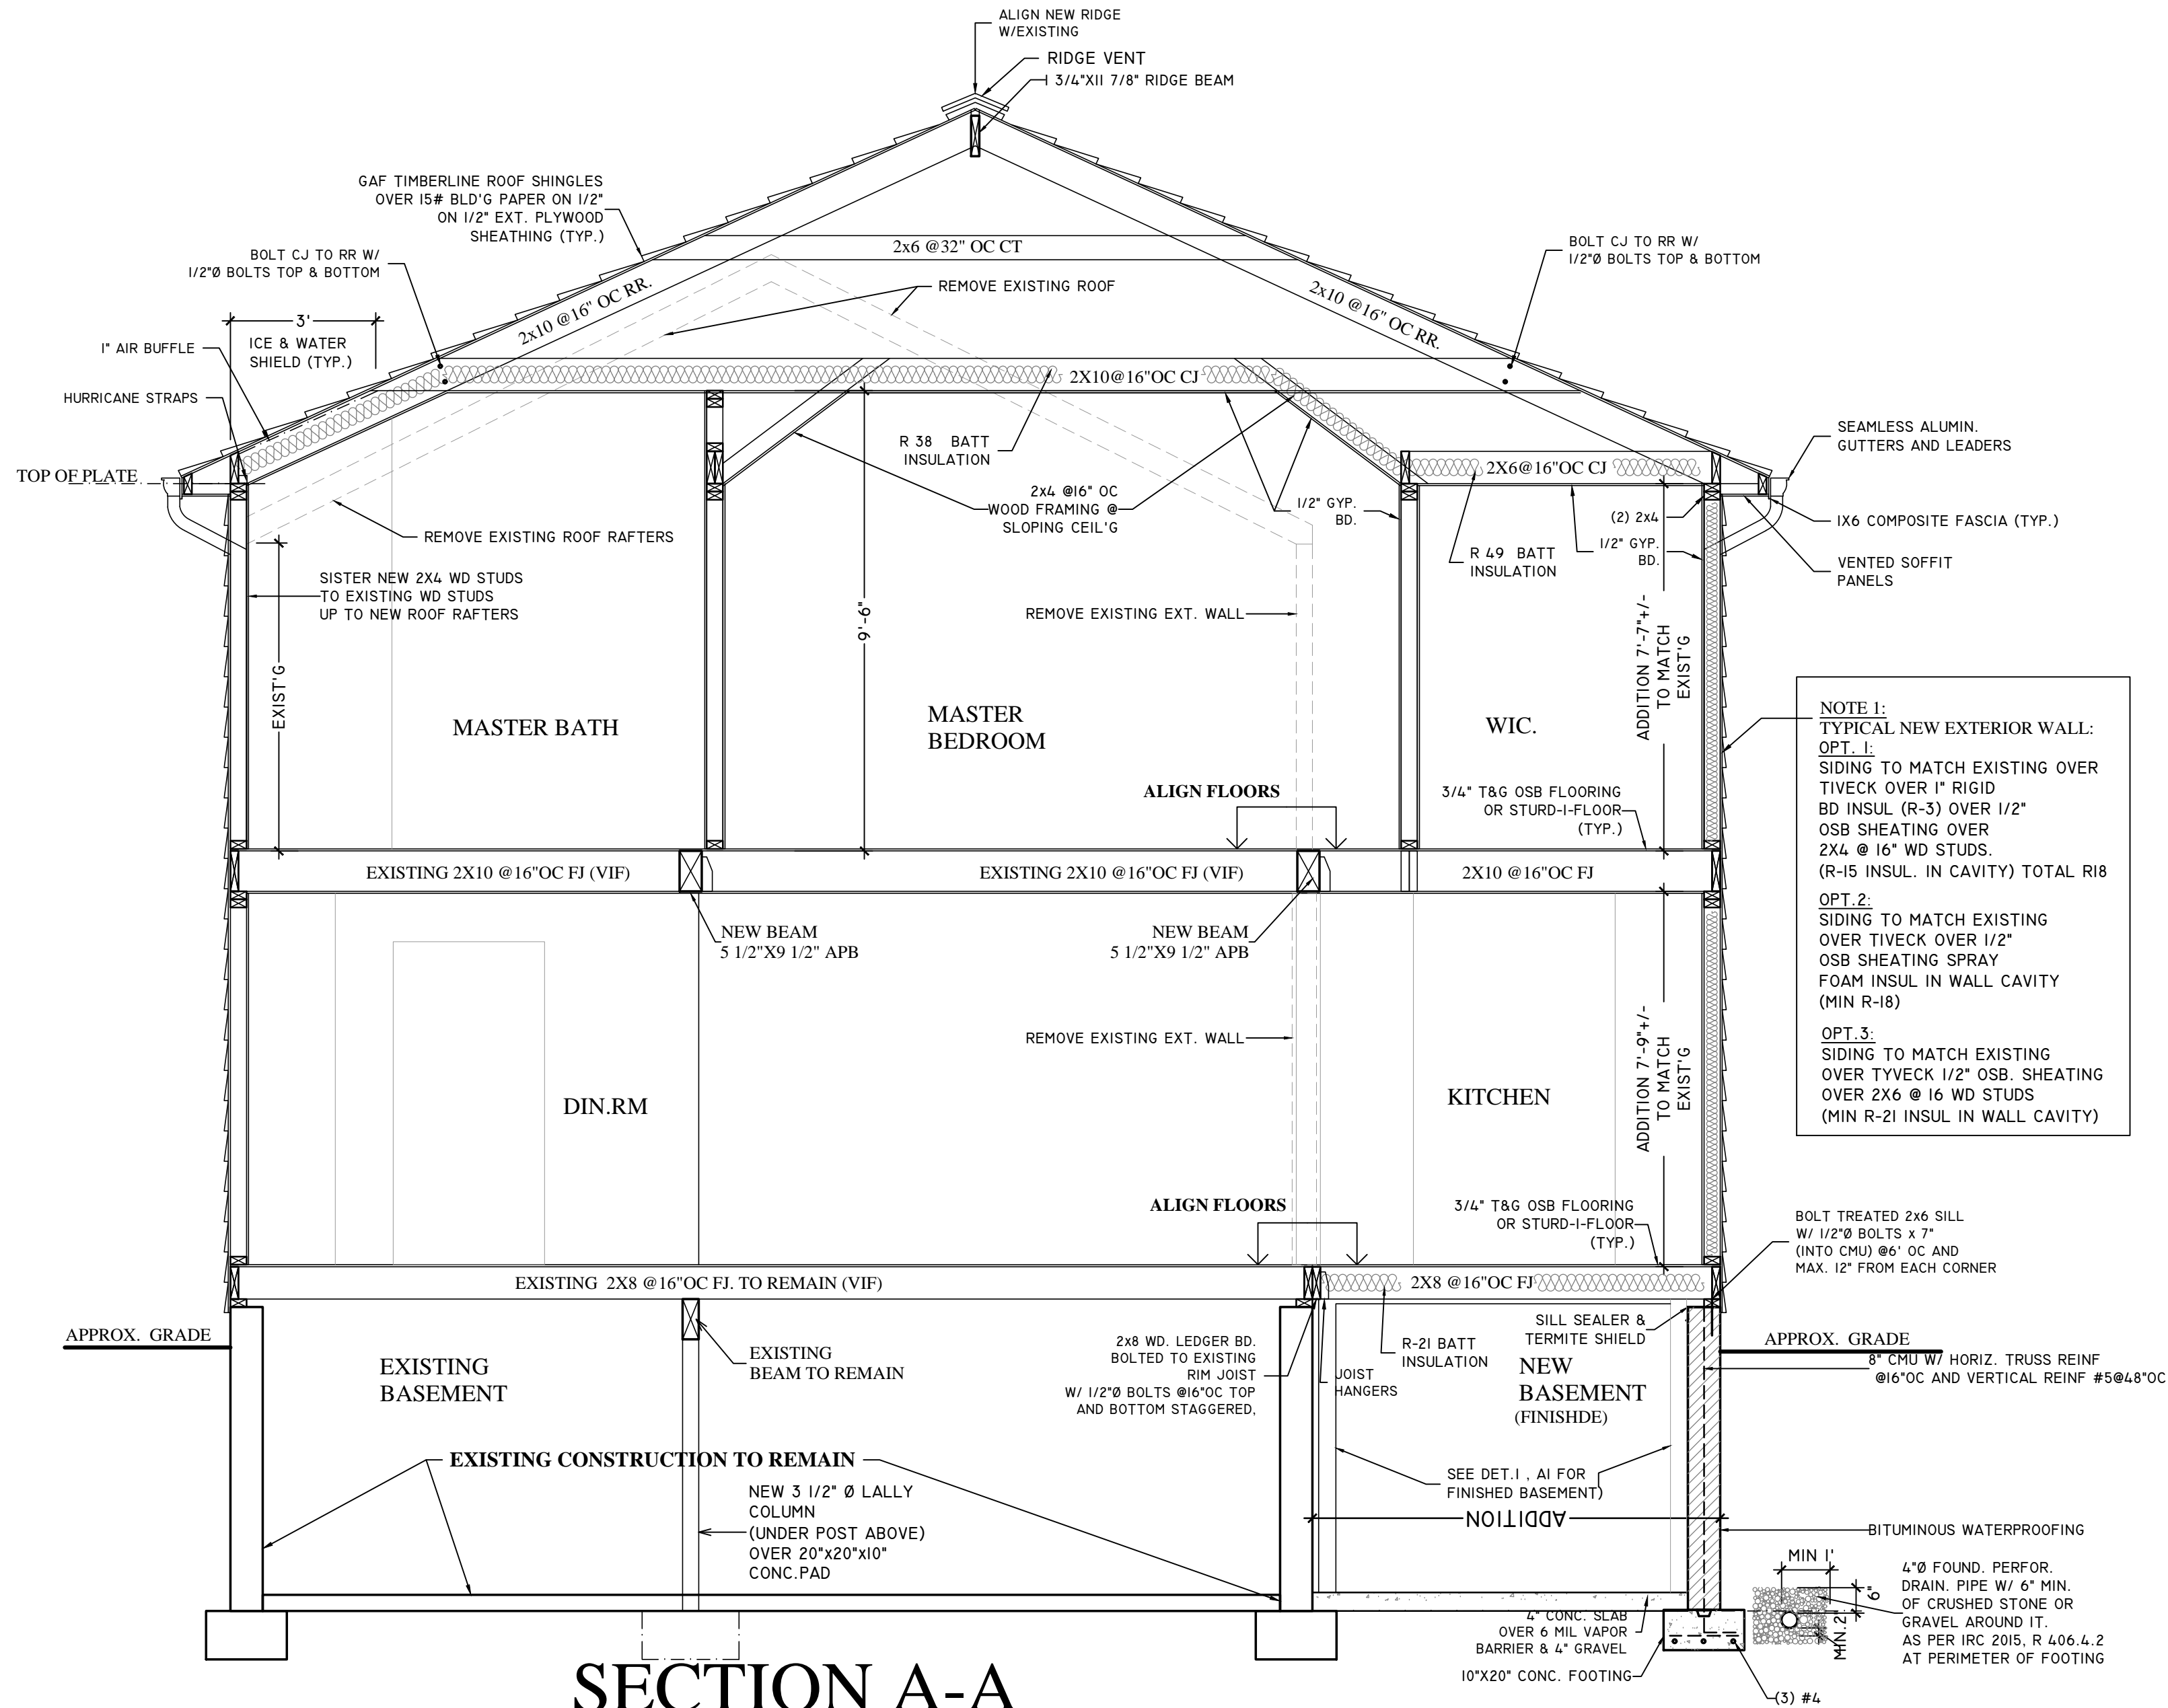 ALIGN NEW RIDGE
W/EXISTING
RIDGE VENT
1 3/4"X11 7/8" RIDGE BEAM
GAF TIMBERLINE ROOF SHINGLES
OVER 15# BLD'G PAPER ON 1/2"
ON 1/2" EXT. PLYWOOD
SHEATHING (TYP.)
2x6 @32" OC CT
BOLT CJ TO RR W/
1/2"Ø BOLTS TOP & BOTTOM
BOLT CJ TO RR W/
1/2"Ø BOLTS TOP & BOTTOM
REMOVE EXISTING ROOF
2x10 @16" OC RR.
2x10 @16" OC RR.
3'
ICE & WATER
SHIELD (TYP.)
1" AIR BUFFLE
HURRICANE STRAPS
2X10@16"OC CJ
R 38 BATT
INSULATION
SEAMLESS ALUMIN.
GUTTERS AND LEADERS
TOP OF PLATE
2X6@16"OC CJ
2x4 @16" OC
WOOD FRAMING @
SLOPING CEIL'G
1/2" GYP.
BD.
(2) 2x4
1X6 COMPOSITE FASCIA (TYP.)
REMOVE EXISTING ROOF RAFTERS
R 49 BATT
INSULATION
1/2" GYP.
BD.
VENTED SOFFIT
PANELS
SISTER NEW 2X4 WD STUDS
TO EXISTING WD STUDS
UP TO NEW ROOF RAFTERS
REMOVE EXISTING EXT. WALL
9'-6"
EXIST'G
ADDITION 7'-7"+/-
TO MATCH
EXIST'G
MASTER BATH
MASTER
BEDROOM
WIC.
NOTE 1:
TYPICAL NEW EXTERIOR WALL:
OPT. 1:
SIDING TO MATCH EXISTING OVER
TIVECK OVER 1" RIGID
BD INSUL (R-3) OVER 1/2"
OSB SHEATING OVER
2X4 @ 16" WD STUDS.
(R-15 INSUL. IN CAVITY) TOTAL R18
OPT.2:
SIDING TO MATCH EXISTING
OVER TIVECK OVER 1/2"
OSB SHEATING SPRAY
FOAM INSUL IN WALL CAVITY
(MIN R-18)
OPT.3:
SIDING TO MATCH EXISTING
OVER TYVECK 1/2" OSB. SHEATING
OVER 2X6 @ 16 WD STUDS
(MIN R-21 INSUL IN WALL CAVITY)
ALIGN FLOORS
3/4" T&G OSB FLOORING
OR STURD-I-FLOOR
(TYP.)
EXISTING 2X10 @16"OC FJ (VIF)
EXISTING 2X10 @16"OC FJ (VIF)
2X10 @16"OC FJ
NEW BEAM
5 1/2"X9 1/2" APB
NEW BEAM
5 1/2"X9 1/2" APB
REMOVE EXISTING EXT. WALL
ADDITION 7'-9"+/-
TO MATCH
EXIST'G
DIN.RM
KITCHEN
ALIGN FLOORS
3/4" T&G OSB FLOORING
OR STURD-I-FLOOR
(TYP.)
BOLT TREATED 2x6 SILL
W/ 1/2"Ø BOLTS x 7"
(INTO CMU) @6' OC AND
MAX. 12" FROM EACH CORNER
EXISTING 2X8 @16"OC FJ. TO REMAIN (VIF)
2X8 @16"OC FJ
APPROX. GRADE
SILL SEALER &
TERMITE SHIELD
APPROX. GRADE
EXISTING
BASEMENT
EXISTING
BEAM TO REMAIN
2x8 WD. LEDGER BD.
BOLTED TO EXISTING
RIM JOIST
W/ 1/2"Ø BOLTS @16"OC TOP
AND BOTTOM STAGGERED,
R-21 BATT
INSULATION
JOIST
HANGERS
NEW
BASEMENT
(FINISHDE)
8" CMU W/ HORIZ. TRUSS REINF
@16"OC AND VERTICAL REINF #5@48"OC
EXISTING CONSTRUCTION TO REMAIN
NEW 3 1/2" Ø LALLY
COLUMN
(UNDER POST ABOVE)
OVER 20"x20"x10"
CONC.PAD
SEE DET.1 , A1 FOR
FINISHED BASEMENT)
ADDITION
BITUMINOUS WATERPROOFING
MIN 1'
6"
MIN.2"
4"Ø FOUND. PERFOR.
DRAIN. PIPE W/ 6" MIN.
OF CRUSHED STONE OR
GRAVEL AROUND IT.
AS PER IRC 2015, R 406.4.2
AT PERIMETER OF FOOTING
4" CONC. SLAB
OVER 6 MIL VAPOR
BARRIER & 4" GRAVEL
10"X20" CONC. FOOTING
(3) #4
SECTION A-A